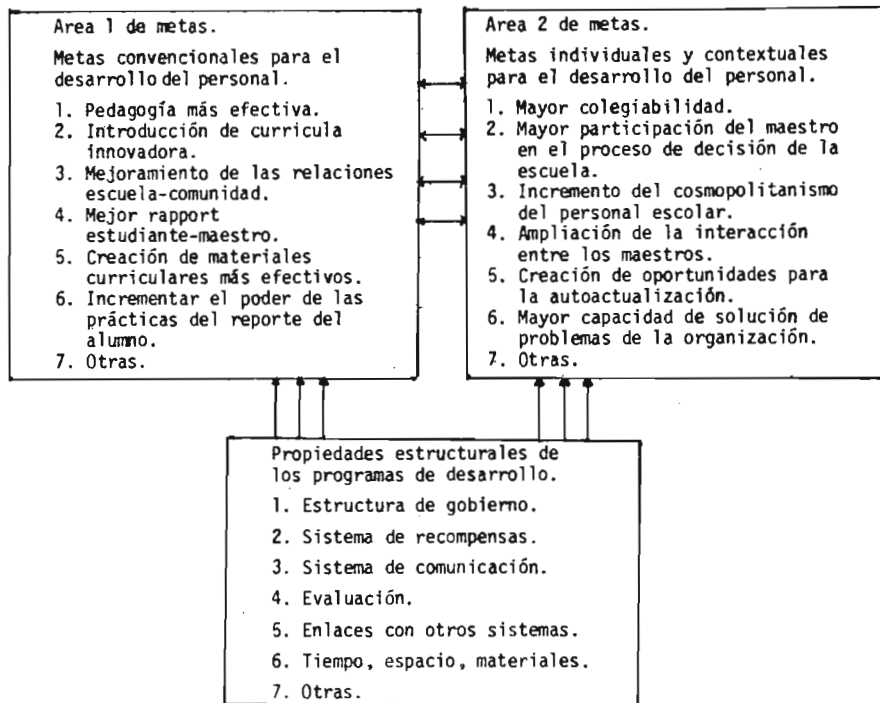 Area 1 de metas.
Metas convencionales para el
desarrollo del personal.
1. Pedagogía más efectiva.
2. Introducción de curricula
innovadora.
3. Mejoramiento de las relaciones
escuela-comunidad.
4. Mejor rapport
estudiante-maestro.
5. Creación de materiales
curriculares más efectivos.
6. Incrementar el poder de las
prácticas del reporte del
alumno.
7. Otras.
Area 2 de metas.
Metas individuales y contextuales
para el desarrollo del personal.
1. Mayor colegiabilidad.
2. Mayor participación del maestro
en el proceso de decisión de la
escuela.
3. Incremento del cosmopolitanismo
del personal escolar.
4. Ampliación de la interacción
entre los maestros.
5. Creación de oportunidades para
la autoactualización.
6. Mayor capacidad de solución de
problemas de la organización.
7. Otras.
Propiedades estructurales de
los programas de desarrollo.
1. Estructura de gobierno.
2. Sistema de recompensas.
3. Sistema de comunicación.
4. Evaluación.
5. Enlaces con otros sistemas.
6. Tiempo, espacio, materiales.
7. Otras.